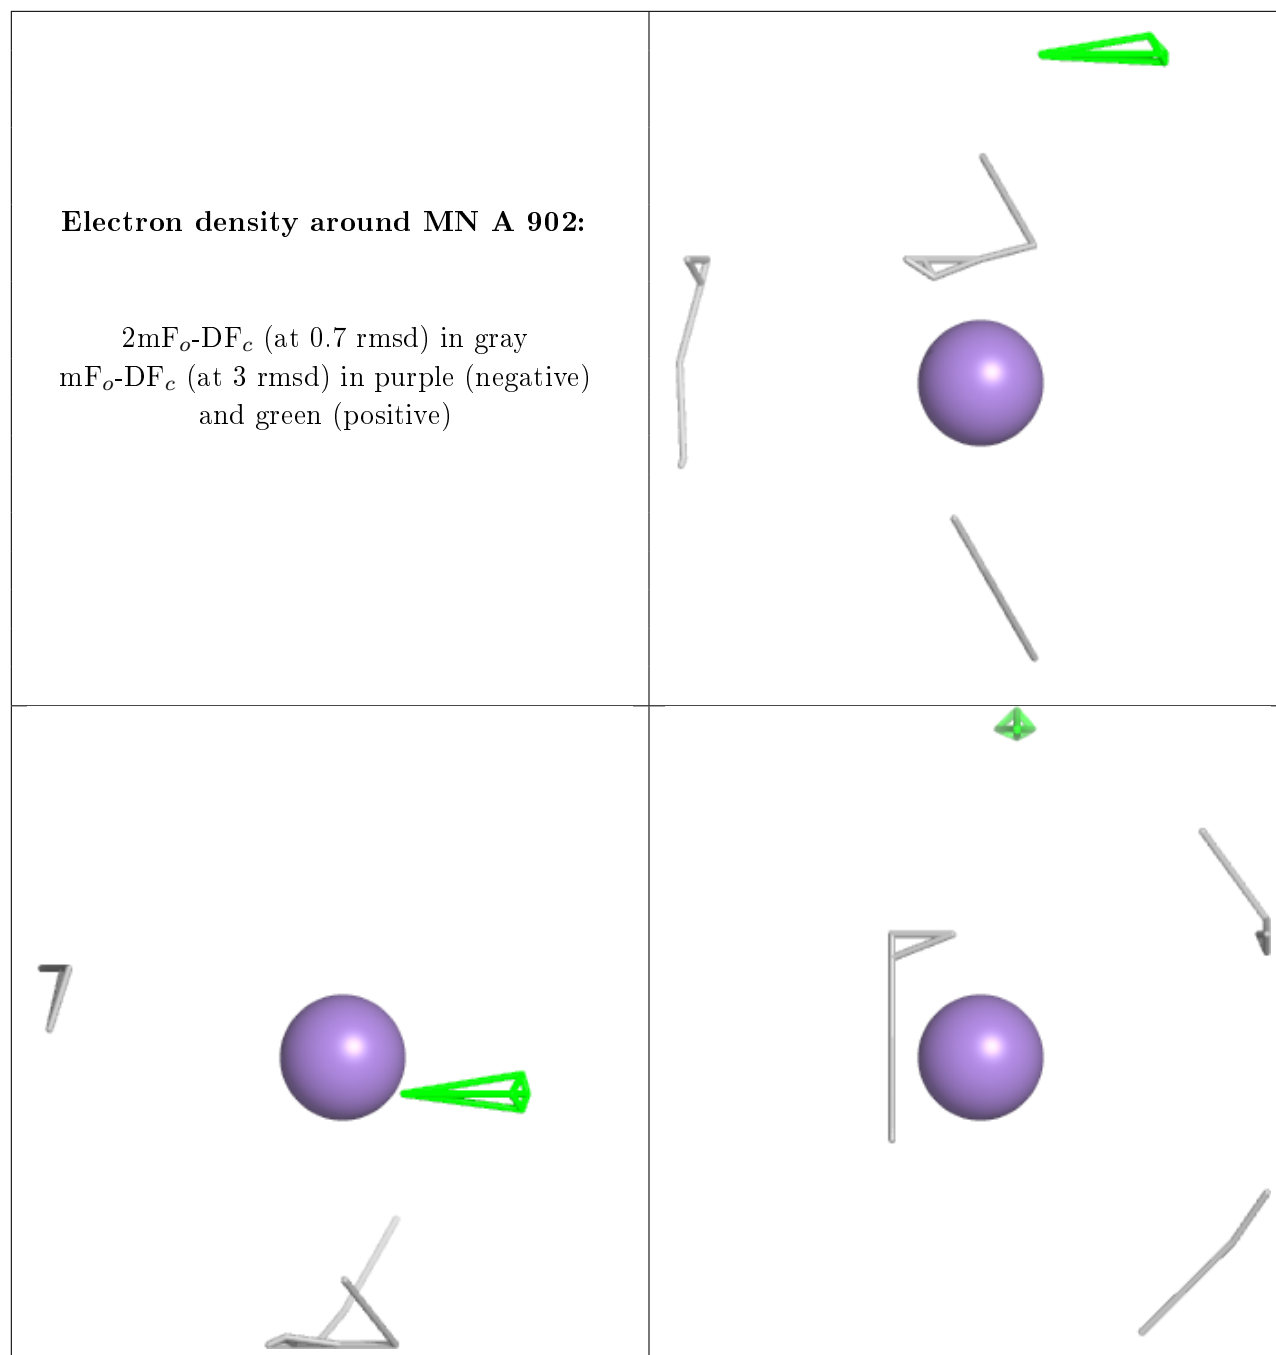 Electron density around MN A 902:
2mFₒ-DF𝒸 (at 0.7 rmsd) in gray
mFₒ-DF𝒸 (at 3 rmsd) in purple (negative)
and green (positive)